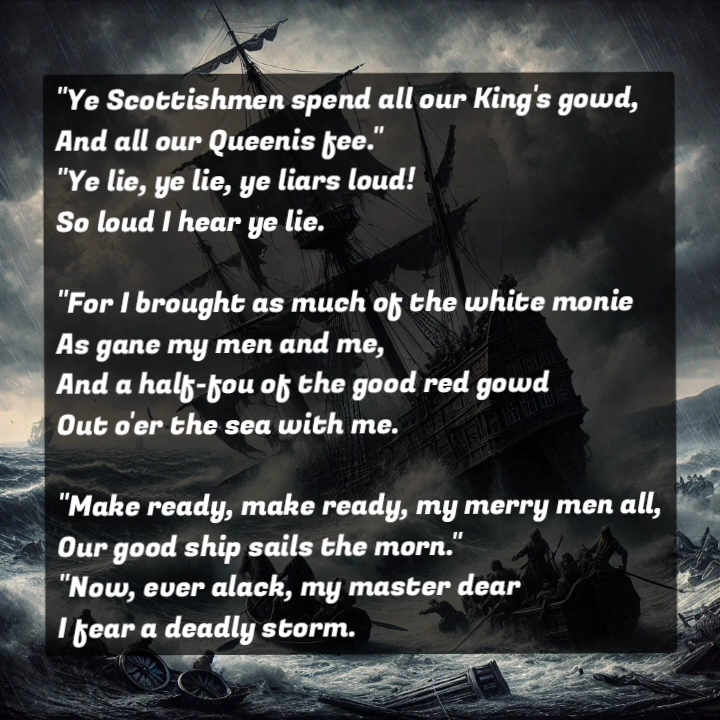 "Ye Scottishmen spend all our King's gowd,
And all our Queenis fee."
"Ye lie, ye lie, ye liars loud!
So loud I hear ye lie.

"For I brought as much of the white monie
As gane my men and me,
And a half-fou of the good red gowd
Out o'er the sea with me.

"Make ready, make ready, my merry men all,
Our good ship sails the morn."
"Now, ever alack, my master dear
I fear a deadly storm.